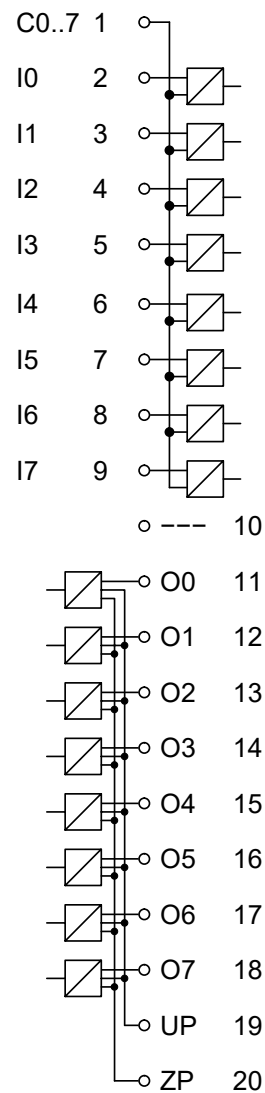 C0..7 1
I0 2
I1 3
I2 4
I3 5
I4 6
I5 7
I6 8
I7 9
--- 10
O0 11
O1 12
O2 13
O3 14
O4 15
O5 16
O6 17
O7 18
UP 19
ZP 20